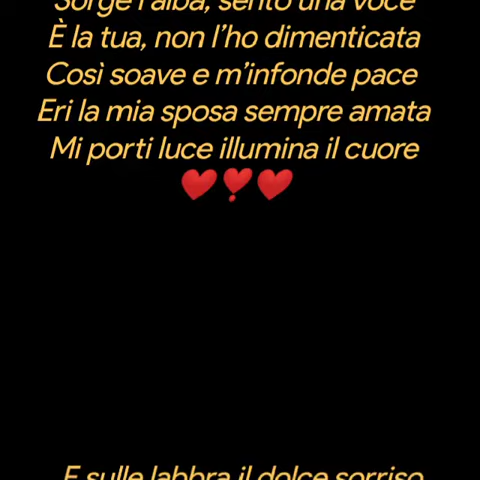 Sorge l'alba, sento una voce
È la tua, non l'ho dimenticata
Così soave e m'infonde pace
Eri la mia sposa sempre amata
Mi porti luce illumina il cuore
❤️❣️❤️
E sulle labbra il dolce sorriso